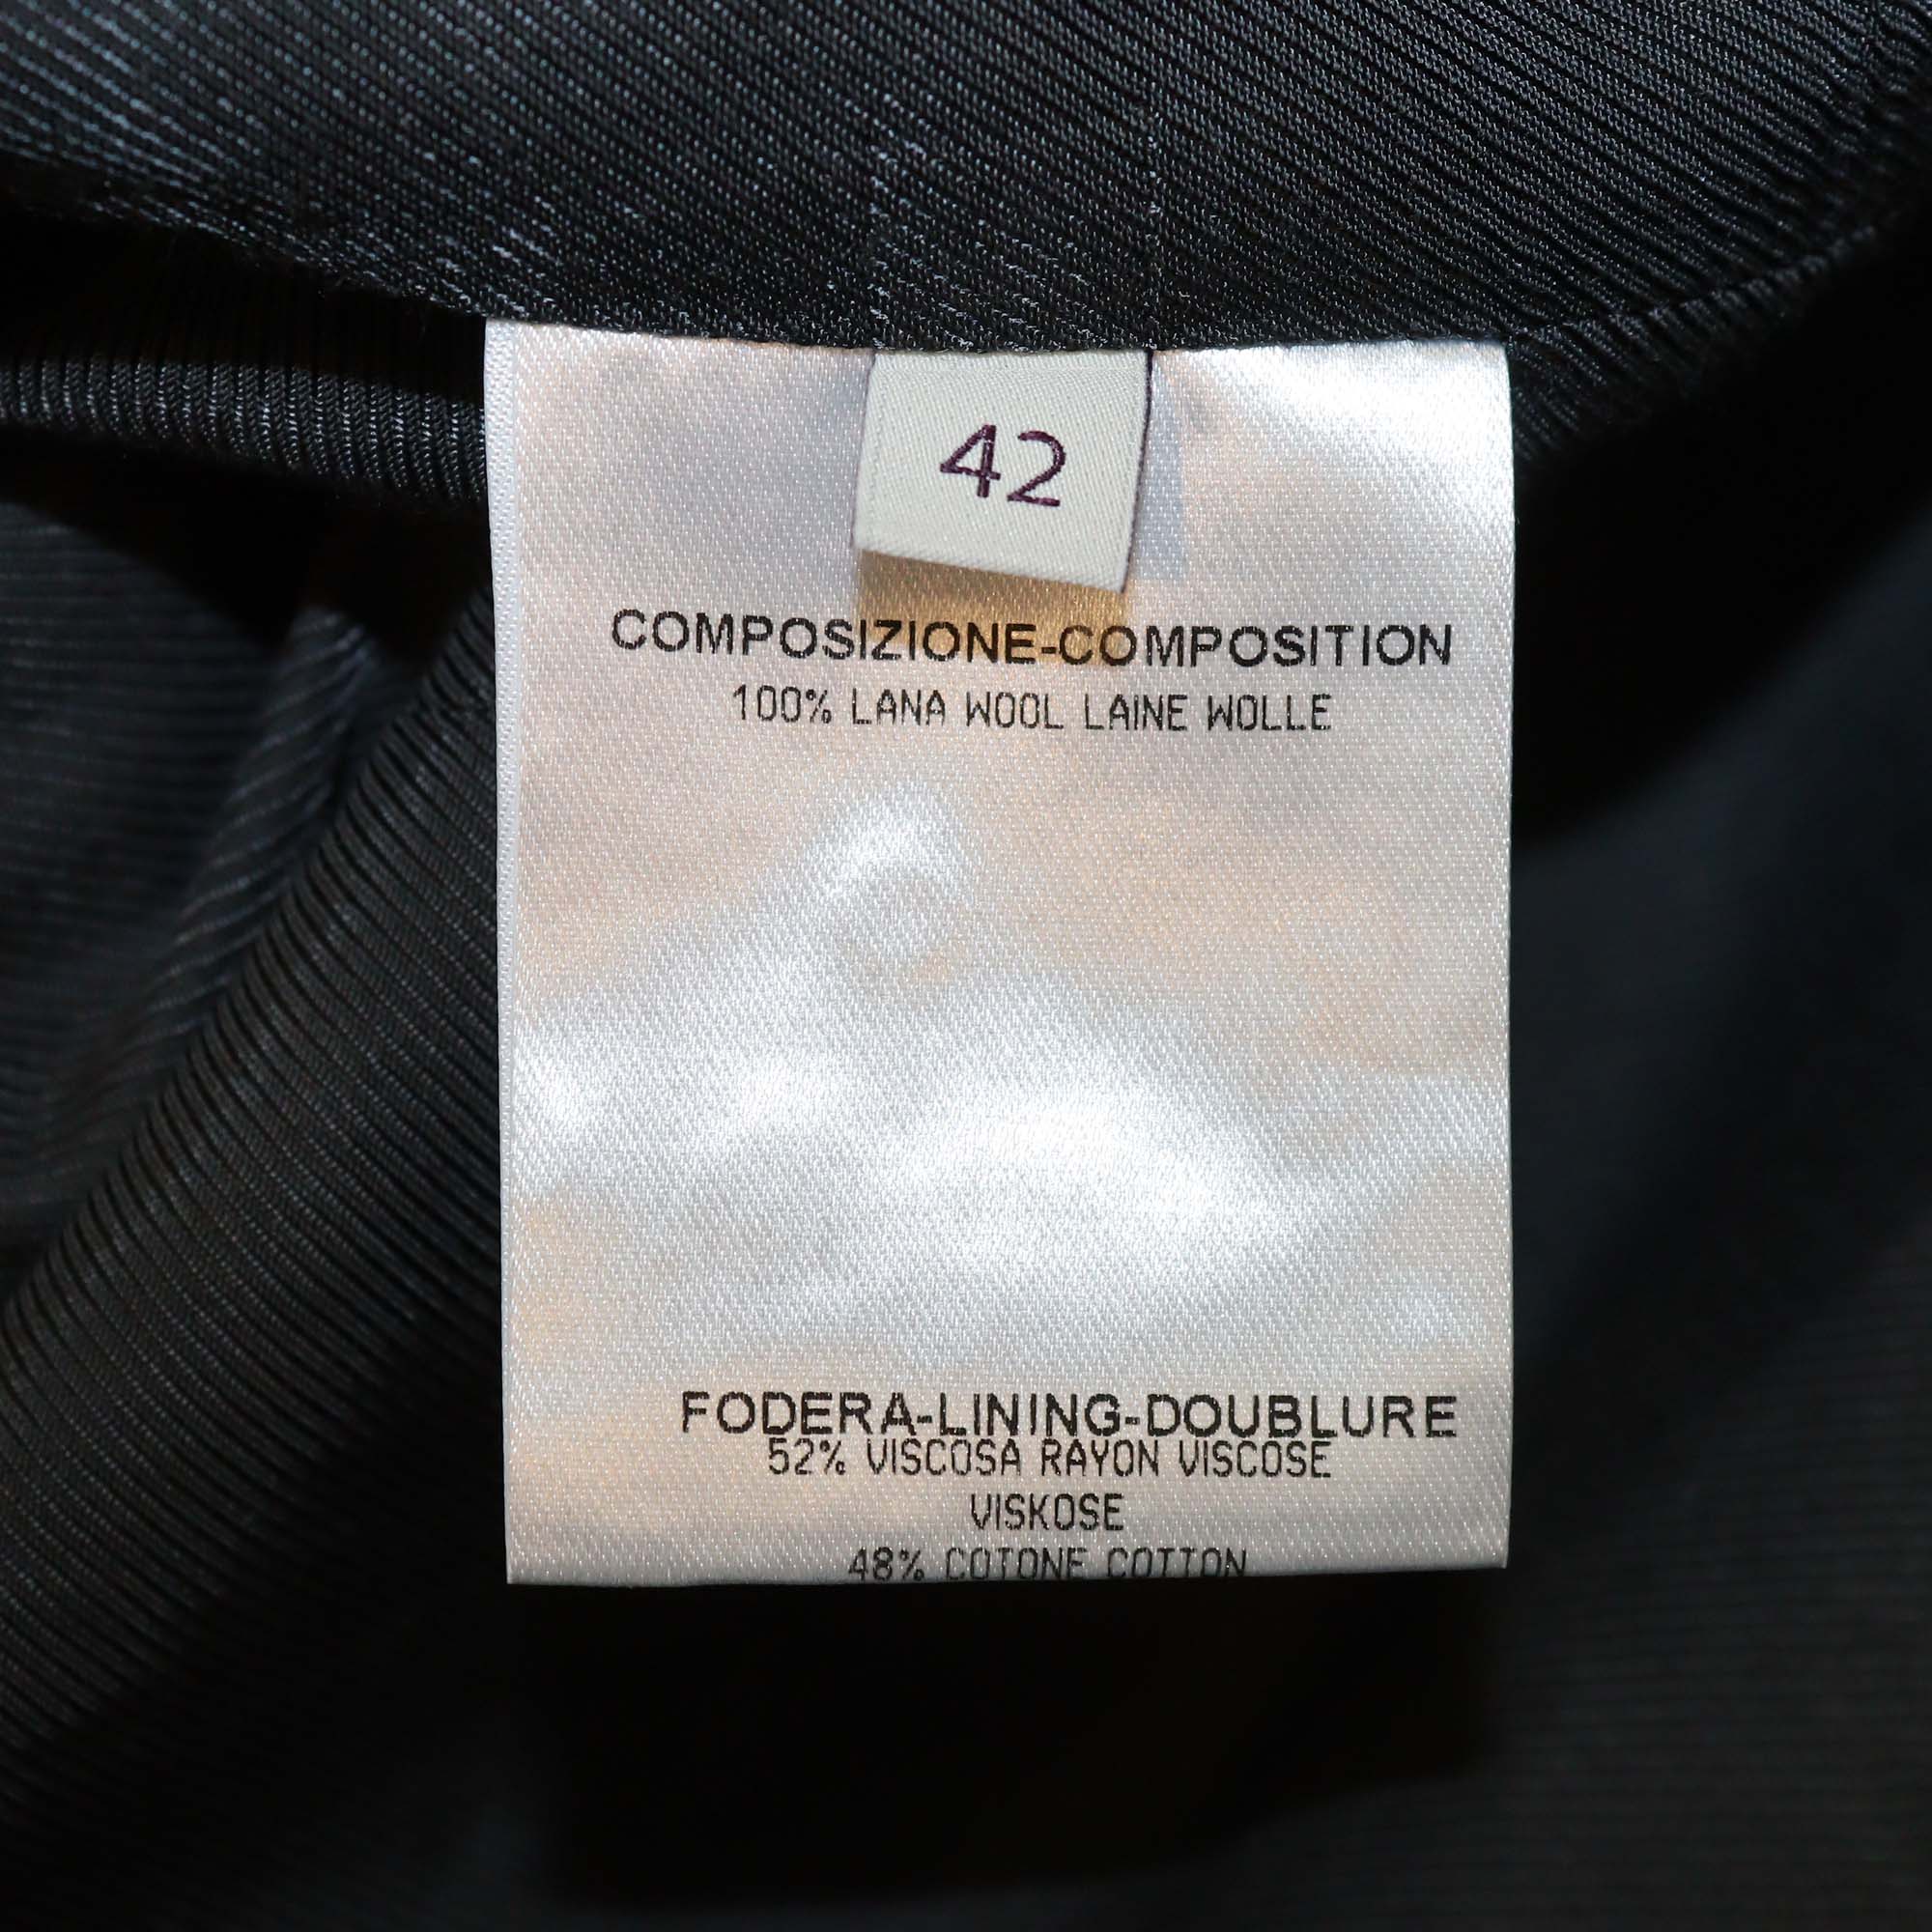 42
COMPOSIZIONE-COMPOSITION
100% LANA WOOL LAINE WOLLE
FODERA-LINING-DOUBLURE
52% VISCOSA RAYON VISCOSE
VISKOSE
48% COTONE COTTON